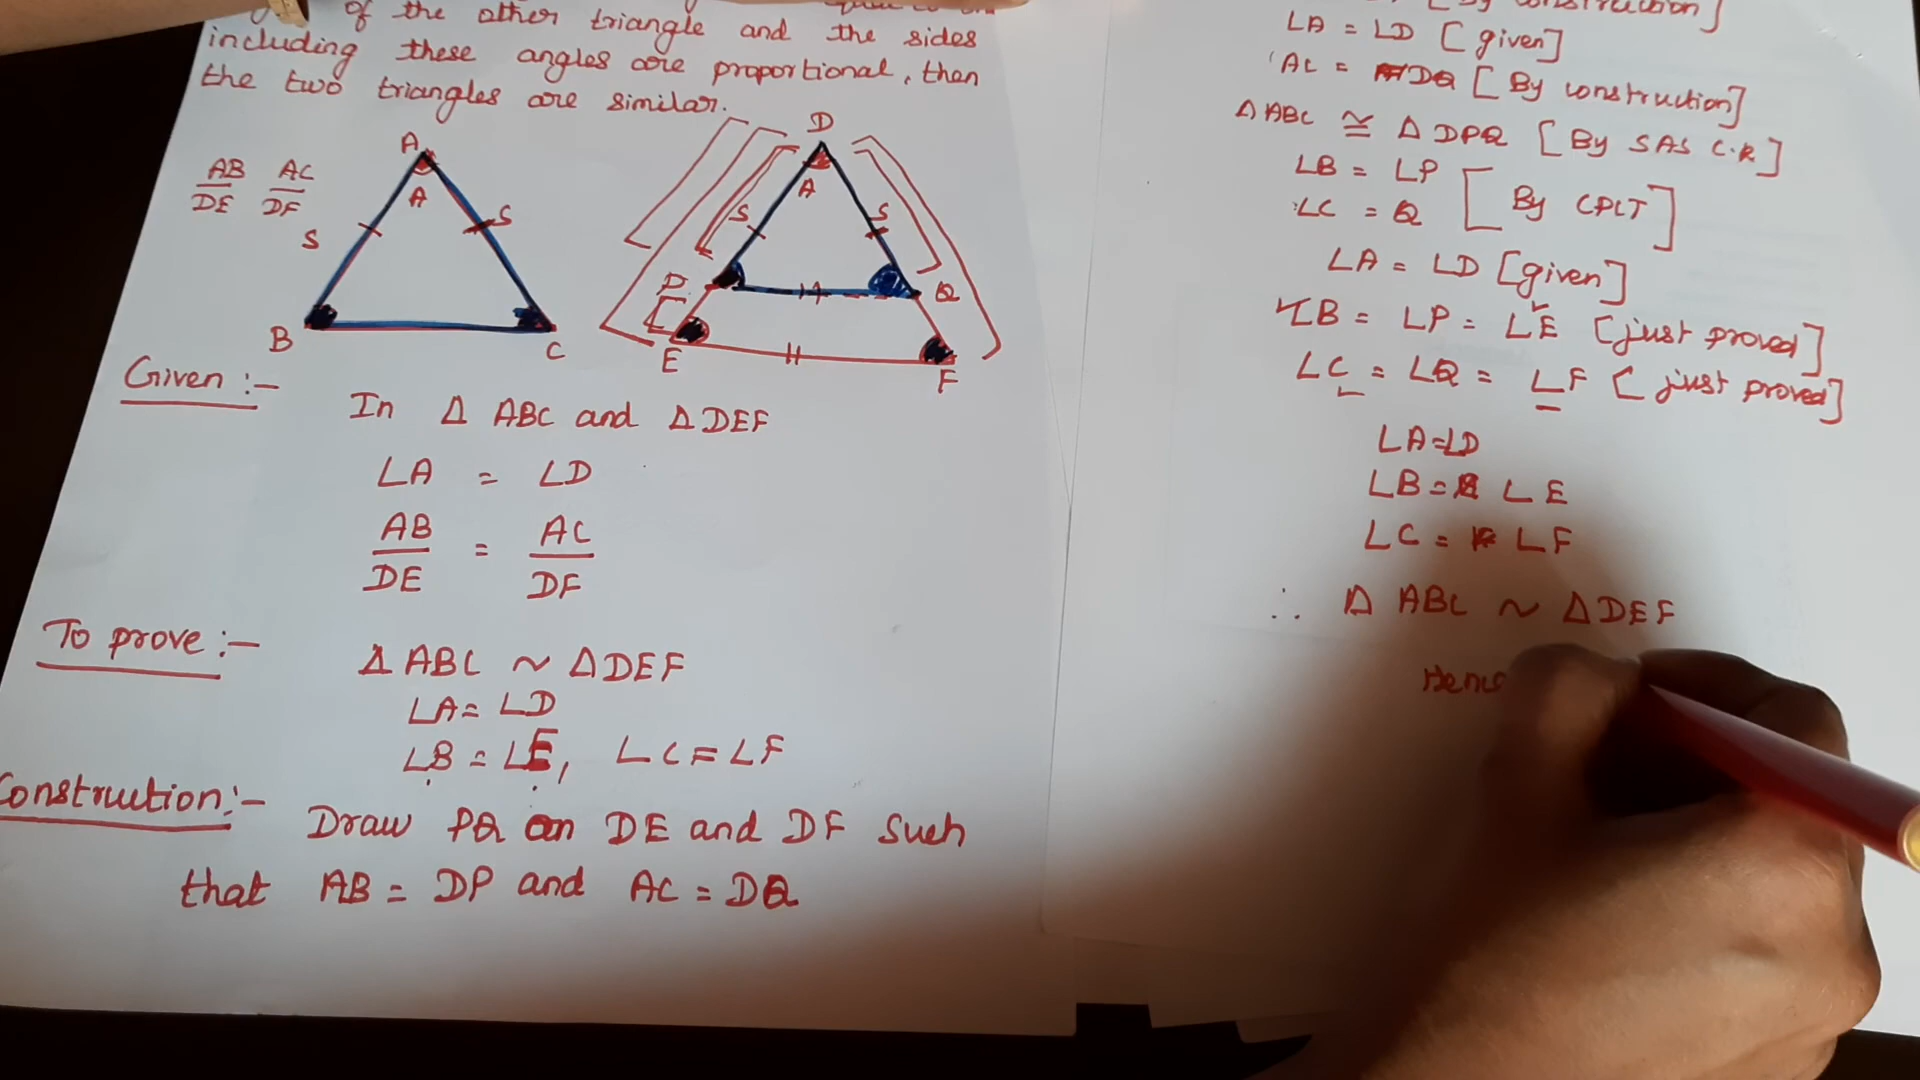 of the other triangle and the sides
including these angles are proportional, then
the two triangles are similar.
AB AC
DE DF
A
A
S
S
B
C
D
A
S
S
P
Q
E
F
Given :-
In Δ ABC and Δ DEF
∠A = ∠D
AB = AC
DE DF
To prove :-
Δ ABC ~ Δ DEF
∠A = ∠D
∠B = ∠E, ∠C = ∠F
Construction:-
Draw PQ on DE and DF such
that AB = DP and AC = DQ
[By construction]
∠A = ∠D [given]
AC = DQ [By construction]
Δ ABC ≅ Δ DPQ [By SAS C.R]
∠B = ∠P
∠C = Q
[By CPCT]
∠A = ∠D [given]
∠B = ∠P = ∠E [just proved]
∠C = ∠Q = ∠F [just proved]
∠A=∠D
∠B = ∠E
∠C = ∠F
∴ Δ ABC ~ Δ DEF